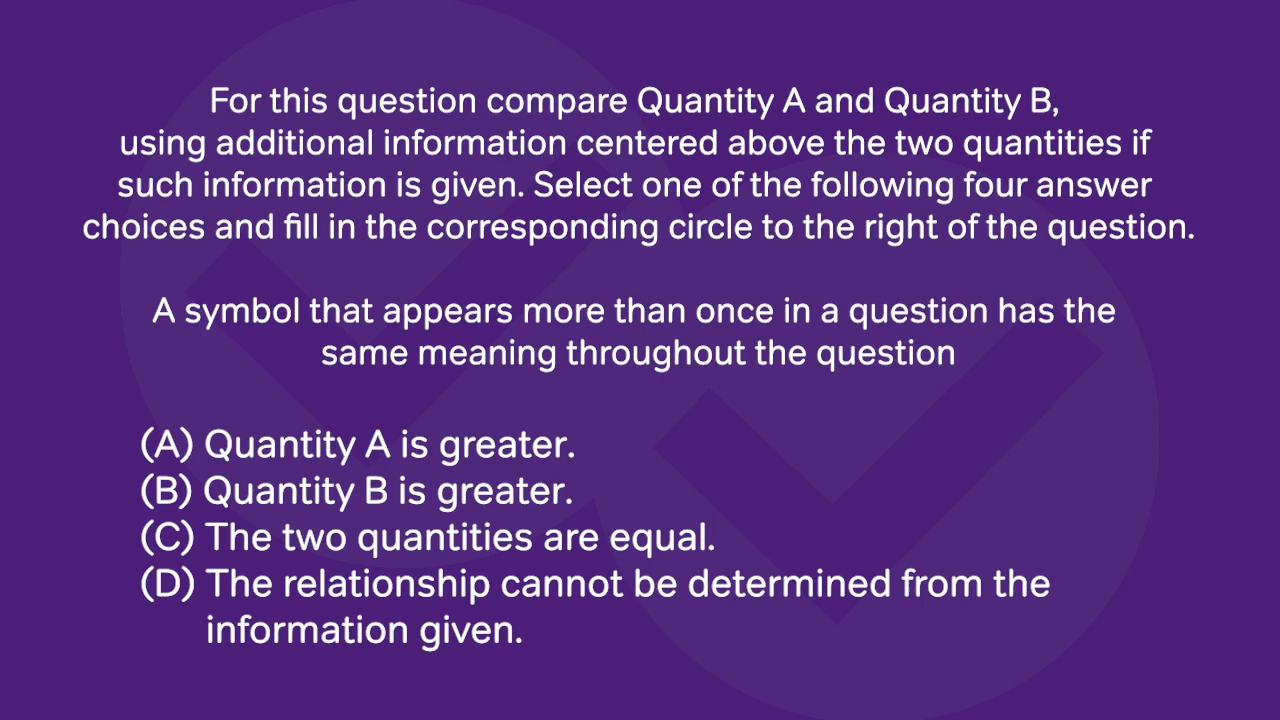 For this question compare Quantity A and Quantity B,
using additional information centered above the two quantities if
such information is given. Select one of the following four answer
choices and fill in the corresponding circle to the right of the question.
A symbol that appears more than once in a question has the
same meaning throughout the question
(A) Quantity A is greater.
(B) Quantity B is greater.
(C) The two quantities are equal.
(D) The relationship cannot be determined from the
information given.